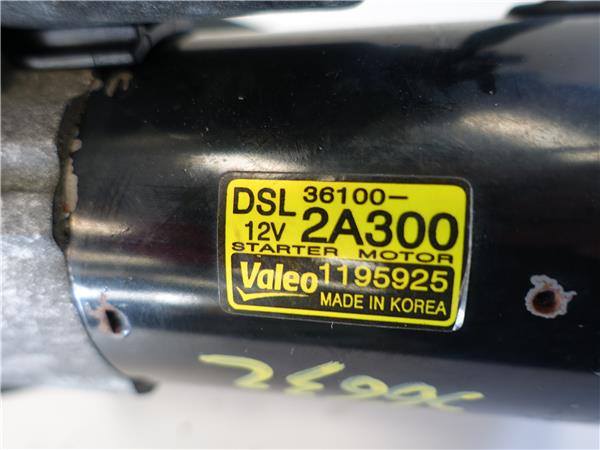 DSL 36100-
12V 2A300
STARTER MOTOR
Valeo 1195925
MADE IN KOREA